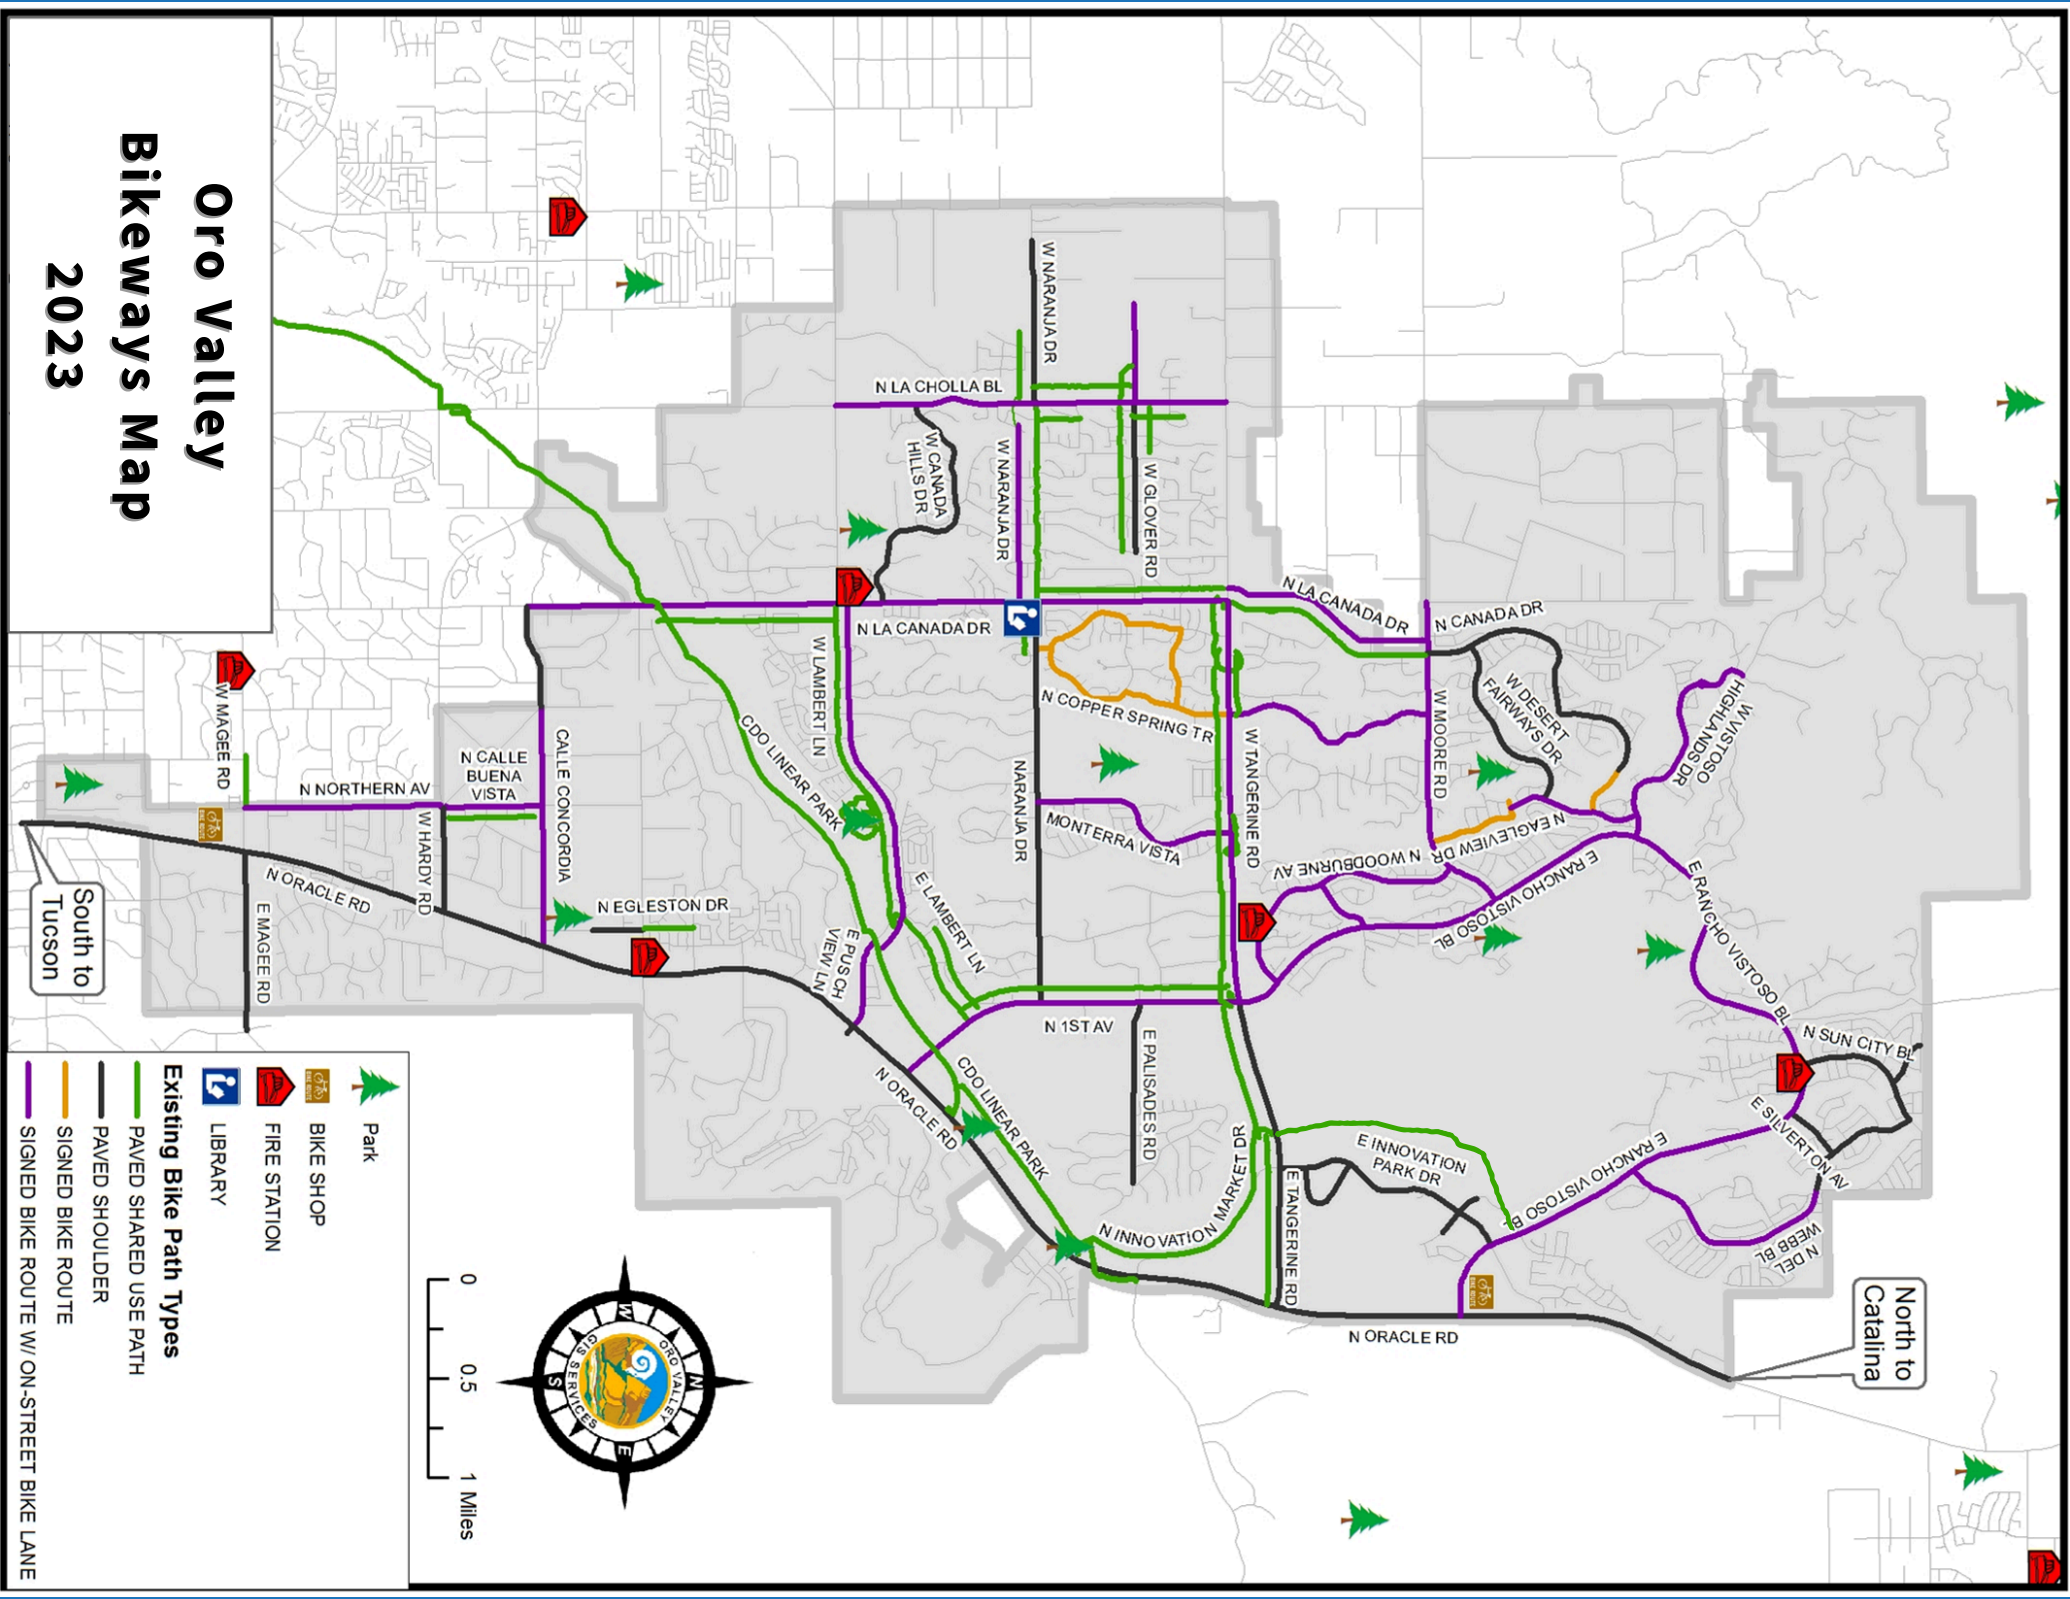 Oro Valley
Bikeways Map
2023
W NARANJA DR
N LA CHOLLA BL
W CANADA
HILLS DR
W NARANJA DR
W GLOVER RD
N LA CANADA DR
N LA CANADA DR
N CANADA DR
W LAMBERT LN
N COPPER SPRING TR
W DESERT
FAIRWAYS DR
W VISTOSO
HIGHLANDS DR
W MOORE RD
W TANGERINE RD
CDO LINEAR PARK
W MAGEE RD
N NORTHERN AV
N CALLE
BUENA
VISTA
CALLE CONCORDIA
W HARDY RD
NARANJA DR
MONTERRA VISTA
N WOODBURNE AV
N EAGLEVIEW DR
E RANCHO VISTOSO BL
E RANCHO VISTOSO BL
N ORACLE RD
E MAGEE RD
N EGLESTON DR
E LAMBERT LN
E PUSCH
VIEW LN
N 1ST AV
E PALISADES RD
N SUN CITY BL
E SILVERTON AV
E RANCHO VISTOSO BL
N DEL
WEBB BL
CDO LINEAR PARK
N ORACLE RD
N INNOVATION MARKET DR
E INNOVATION
PARK DR
E TANGERINE RD
N ORACLE RD
South to
Tucson
North to
Catalina
BIKE ROUTE
BIKE ROUTE
Park
BIKE ROUTE
BIKE SHOP
FIRE STATION
LIBRARY
Existing Bike Path Types
PAVED SHARED USE PATH
PAVED SHOULDER
SIGNED BIKE ROUTE
SIGNED BIKE ROUTE W/ ON-STREET BIKE LANE
0
0.5
1 Miles
N
E
S
W
ORO VALLEY
GIS SERVICES